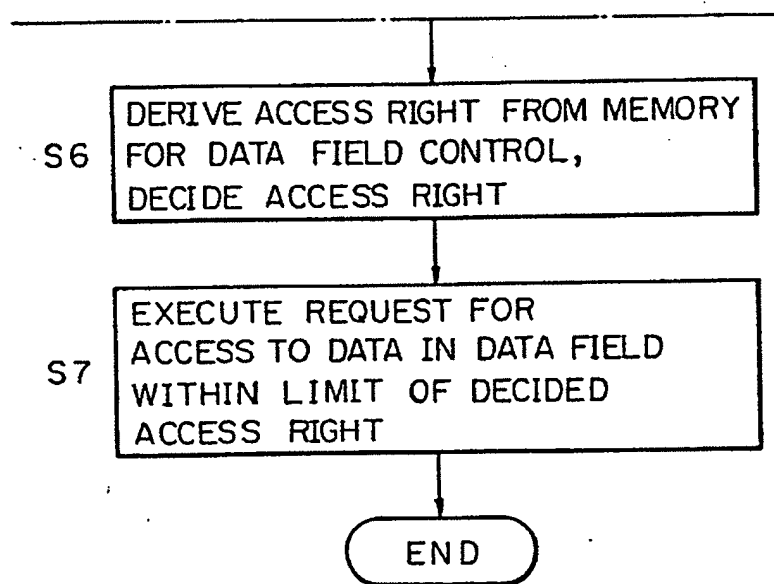 S6
DERIVE ACCESS RIGHT FROM MEMORY
FOR DATA FIELD CONTROL,
DECIDE ACCESS RIGHT
S7
EXECUTE REQUEST FOR
ACCESS TO DATA IN DATA FIELD
WITHIN LIMIT OF DECIDED
ACCESS RIGHT
END